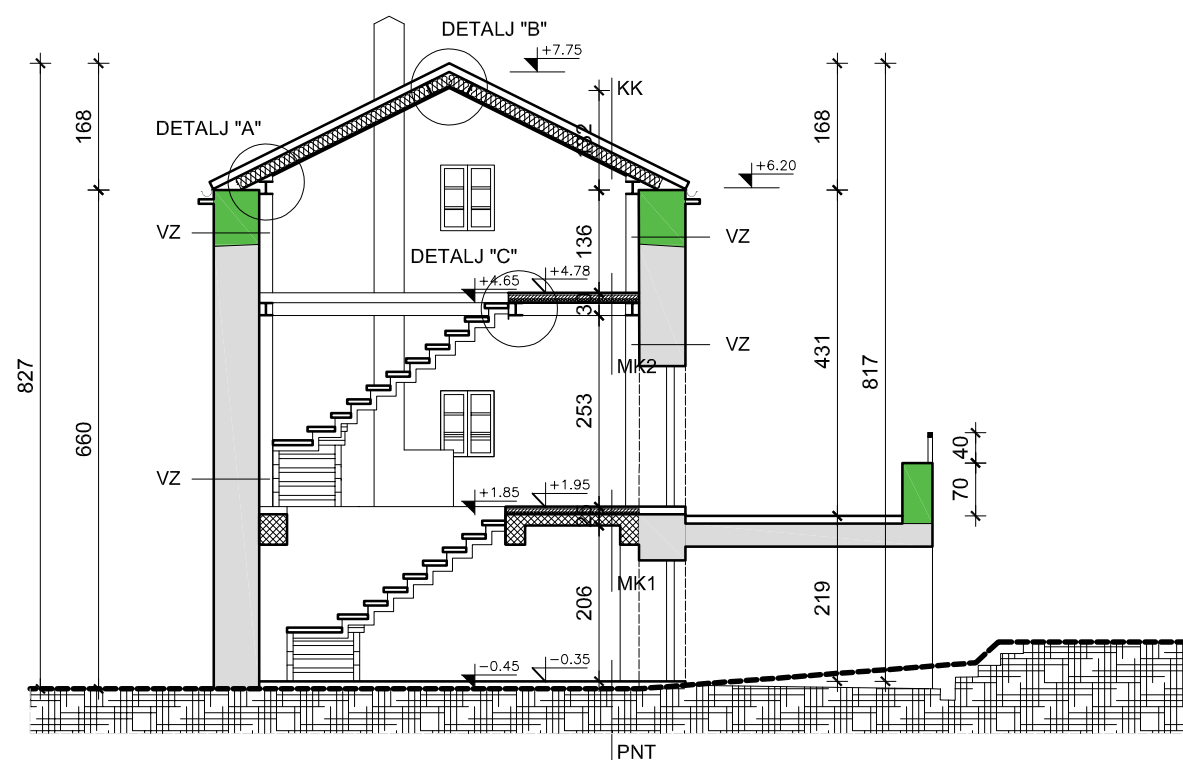 DETALJ "B"
+7.75
KK
168
168
DETALJ "A"
+6.20
VZ
VZ
136
DETALJ "C"
+4.65
+4.78
VZ
MK2
827
431
817
660
253
40
VZ
70
+1.85
+1.95
MK1
206
219
−0.45
−0.35
PNT